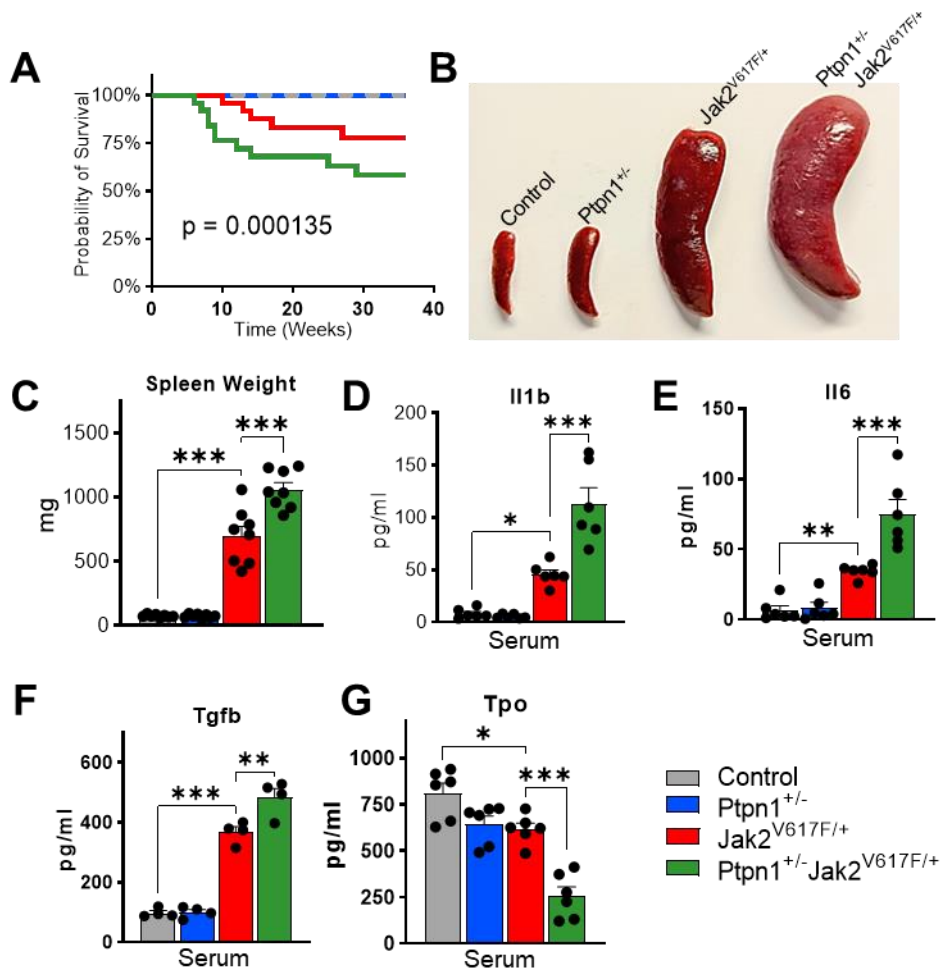 A
Probability of Survival
100%
75%
50%
25%
0%
p = 0.000135
0 10 20 30 40
Time (Weeks)
B
Control
Ptpn1+/-
Jak2V617F/+
Ptpn1+/-
Jak2V617F/+
C
Spleen Weight
mg
1500
1000
500
0
***
***
D
Il1b
pg/ml
200
150
100
50
0
*
***
Serum
E
Il6
pg/ml
150
100
50
0
**
***
Serum
F
Tgfb
pg/ml
600
400
200
0
***
**
Serum
G
Tpo
pg/ml
1000
750
500
250
0
*
***
Serum
Control
Ptpn1+/-
Jak2V617F/+
Ptpn1+/-Jak2V617F/+